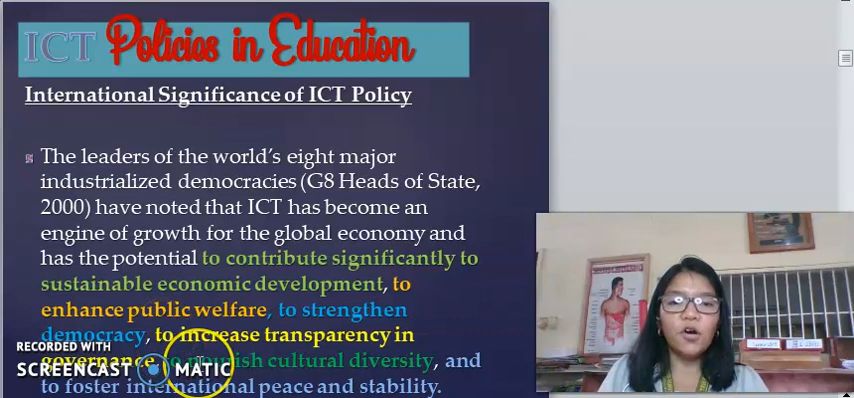 ICT Policies in Education
International Significance of ICT Policy
The leaders of the world's eight major
industrialized democracies (G8 Heads of State,
2000) have noted that ICT has become an
engine of growth for the global economy and
has the potential to contribute significantly to
sustainable economic development, to
enhance public welfare, to strengthen
democracy, to increase transparency in
governance, to nourish cultural diversity, and
to foster international peace and stability.
RECORDED WITH
SCREENCAST MATIC